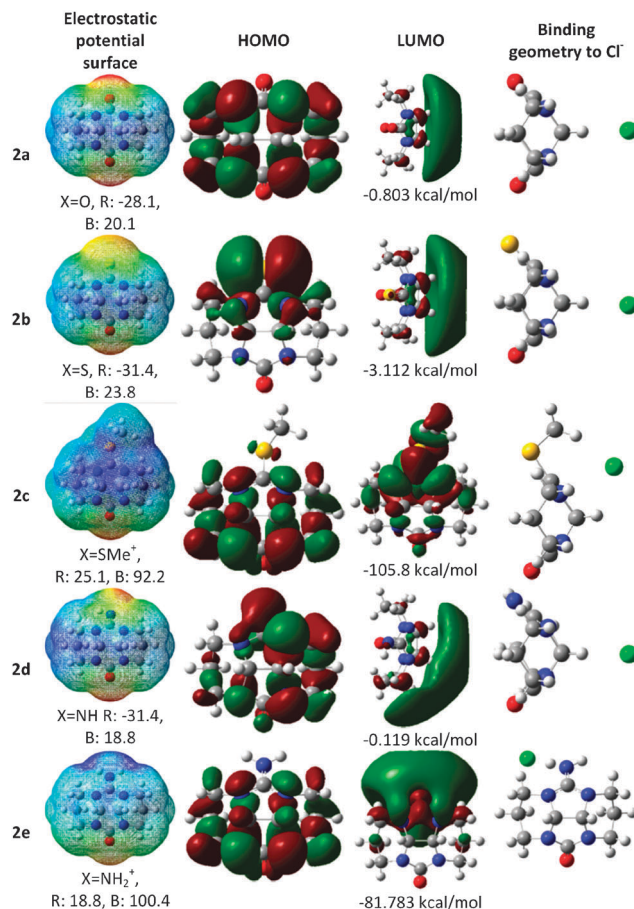 Electrostatic
potential
surface
HOMO
LUMO
Binding
geometry to Cl⁻
2a
X=O, R: -28.1,
B: 20.1
-0.803 kcal/mol
2b
X=S, R: -31.4,
B: 23.8
-3.112 kcal/mol
2c
X=SMe⁺,
R: 25.1, B: 92.2
-105.8 kcal/mol
2d
X=NH R: -31.4,
B: 18.8
-0.119 kcal/mol
2e
X=NH₂⁺,
R: 18.8, B: 100.4
-81.783 kcal/mol